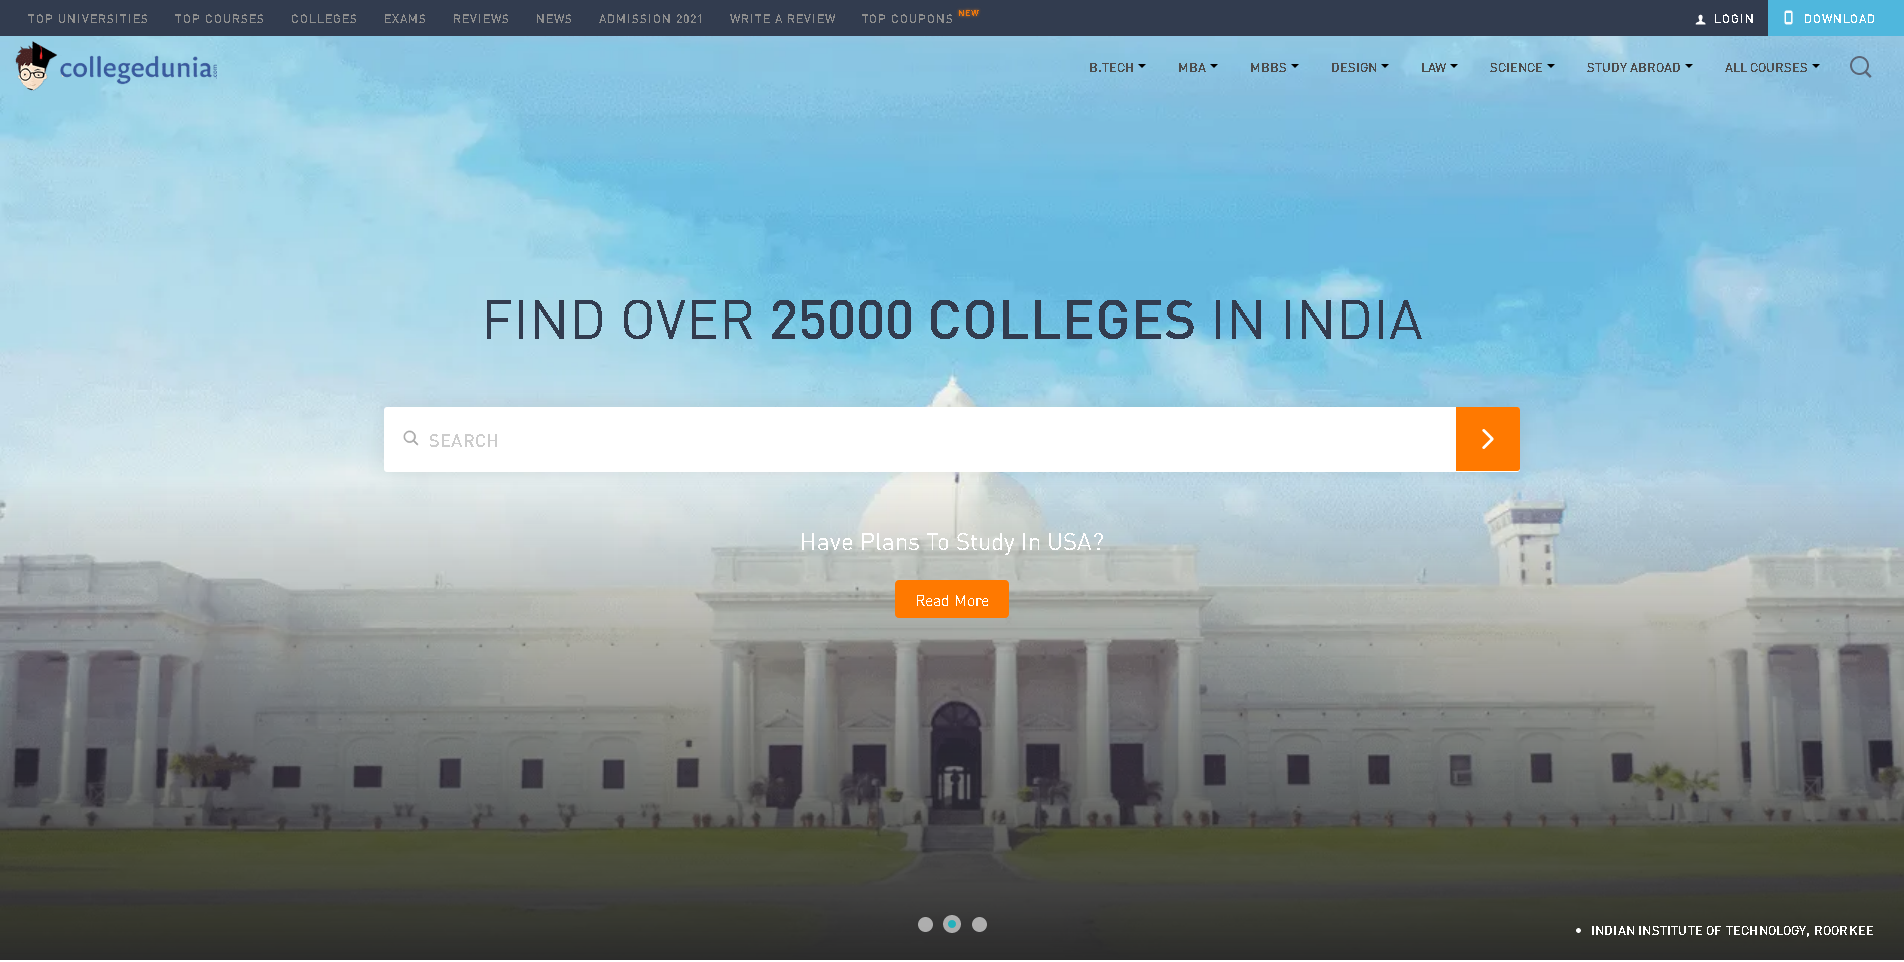 TOP UNIVERSITIES TOP COURSES COLLEGES EXAMS REVIEWS NEWS ADMISSION 2021 WRITE A REVIEW TOP COUPONS NEW LOGIN DOWNLOAD
collegedunia.com B.TECH MBA MBBS DESIGN LAW SCIENCE STUDY ABROAD ALL COURSES
FIND OVER 25000 COLLEGES IN INDIA
SEARCH
Have Plans To Study In USA?
Read More
INDIAN INSTITUTE OF TECHNOLOGY, ROORKEE